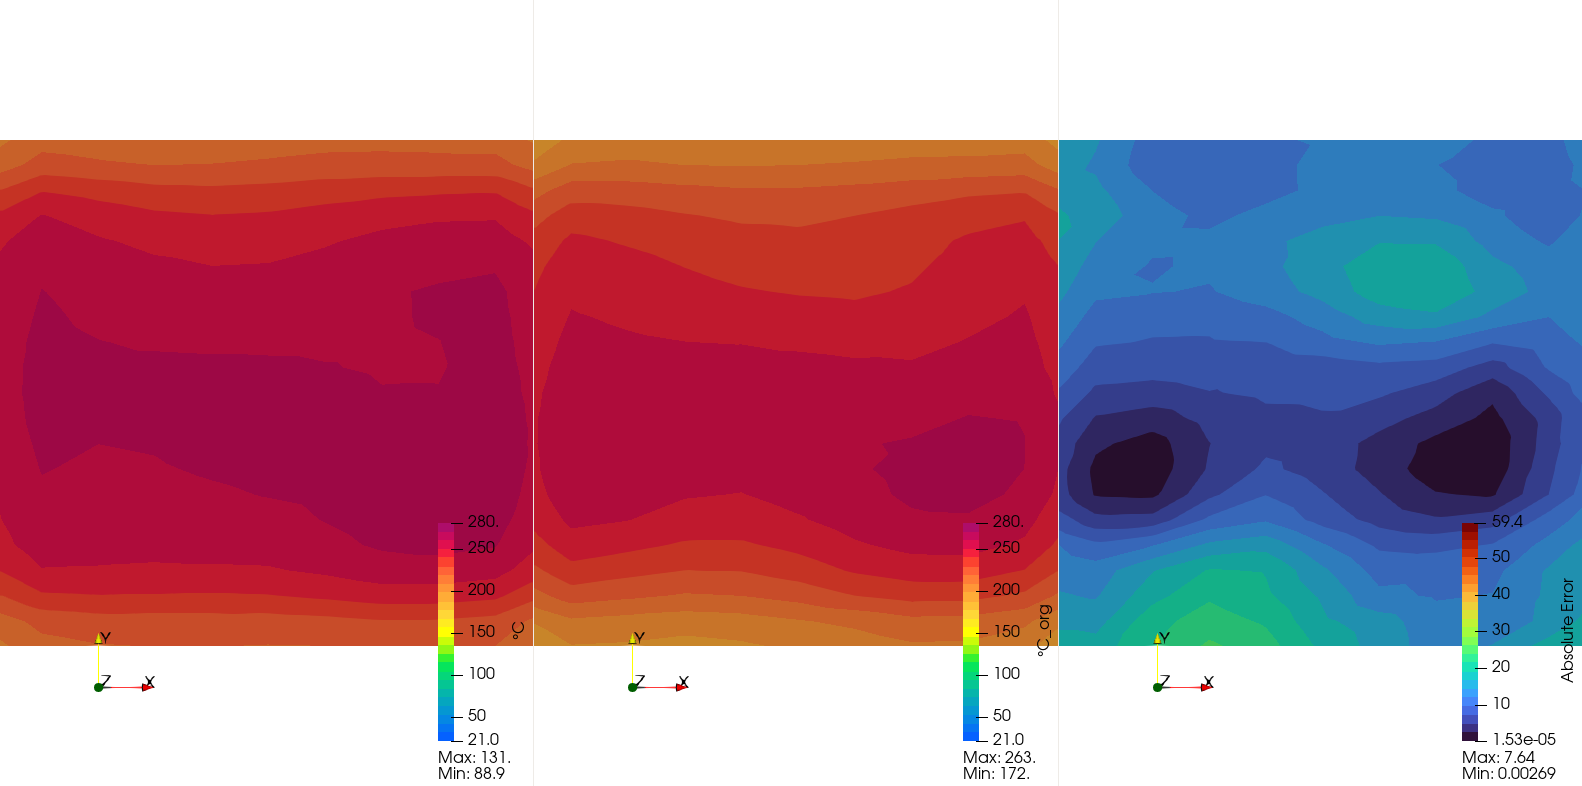 280.
250
200
150
100
50
21.0
°C
Max: 131.
Min: 88.9
Y
Z
X
280.
250
200
150
100
50
21.0
°C_org
Max: 263.
Min: 172.
Y
Z
X
59.4
50
40
30
20
10
1.53e-05
Absolute Error
Max: 7.64
Min: 0.00269
Y
Z
X